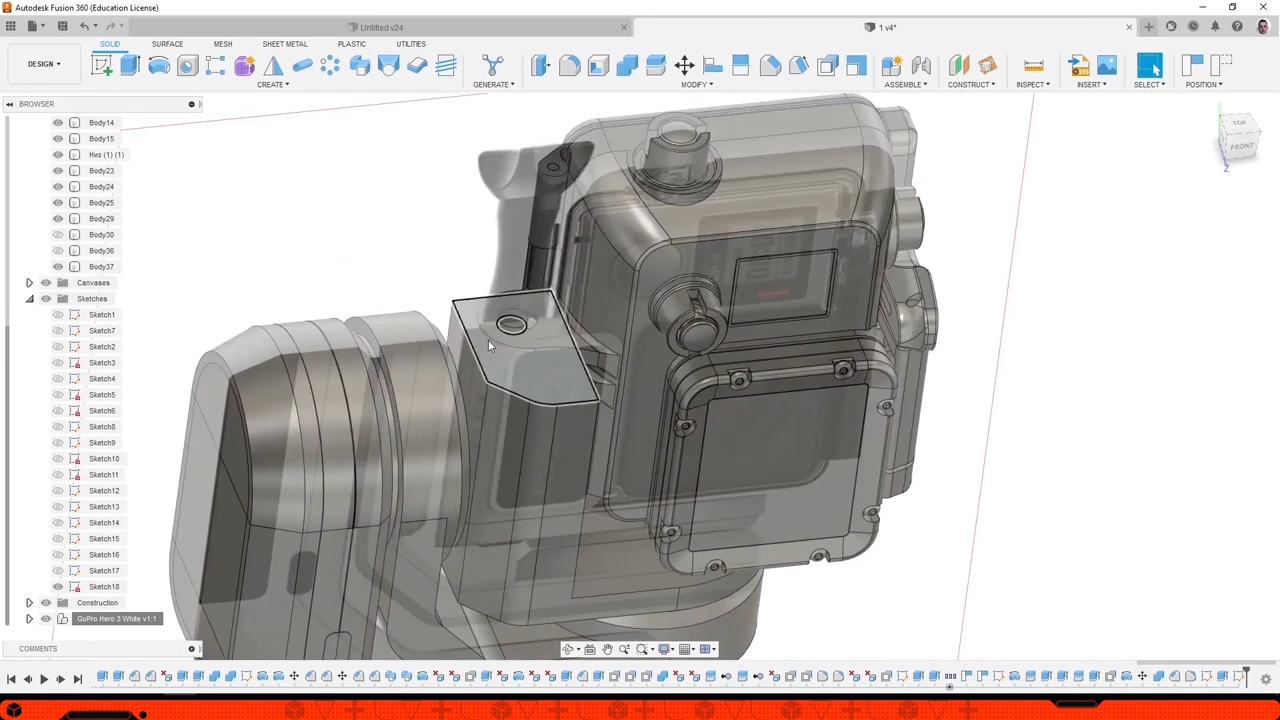 Autodesk Fusion 360 (Education License)
Untitled v24
1 v4*
SOLID
SURFACE
MESH
SHEET METAL
PLASTIC
UTILITIES
DESIGN
CREATE
GENERATE
MODIFY
ASSEMBLE
CONSTRUCT
INSPECT
INSERT
SELECT
POSITION
BROWSER
Body14
Body15
Низ (1) (1)
Body23
Body24
Body25
Body29
Body30
Body36
Body37
Canvases
Sketches
Sketch1
Sketch7
Sketch2
Sketch3
Sketch4
Sketch5
Sketch6
Sketch8
Sketch9
Sketch10
Sketch11
Sketch12
Sketch13
Sketch14
Sketch15
Sketch16
Sketch17
Sketch18
Construction
GoPro Hero 3 White v1:1
COMMENTS
TOP
FRONT
Z